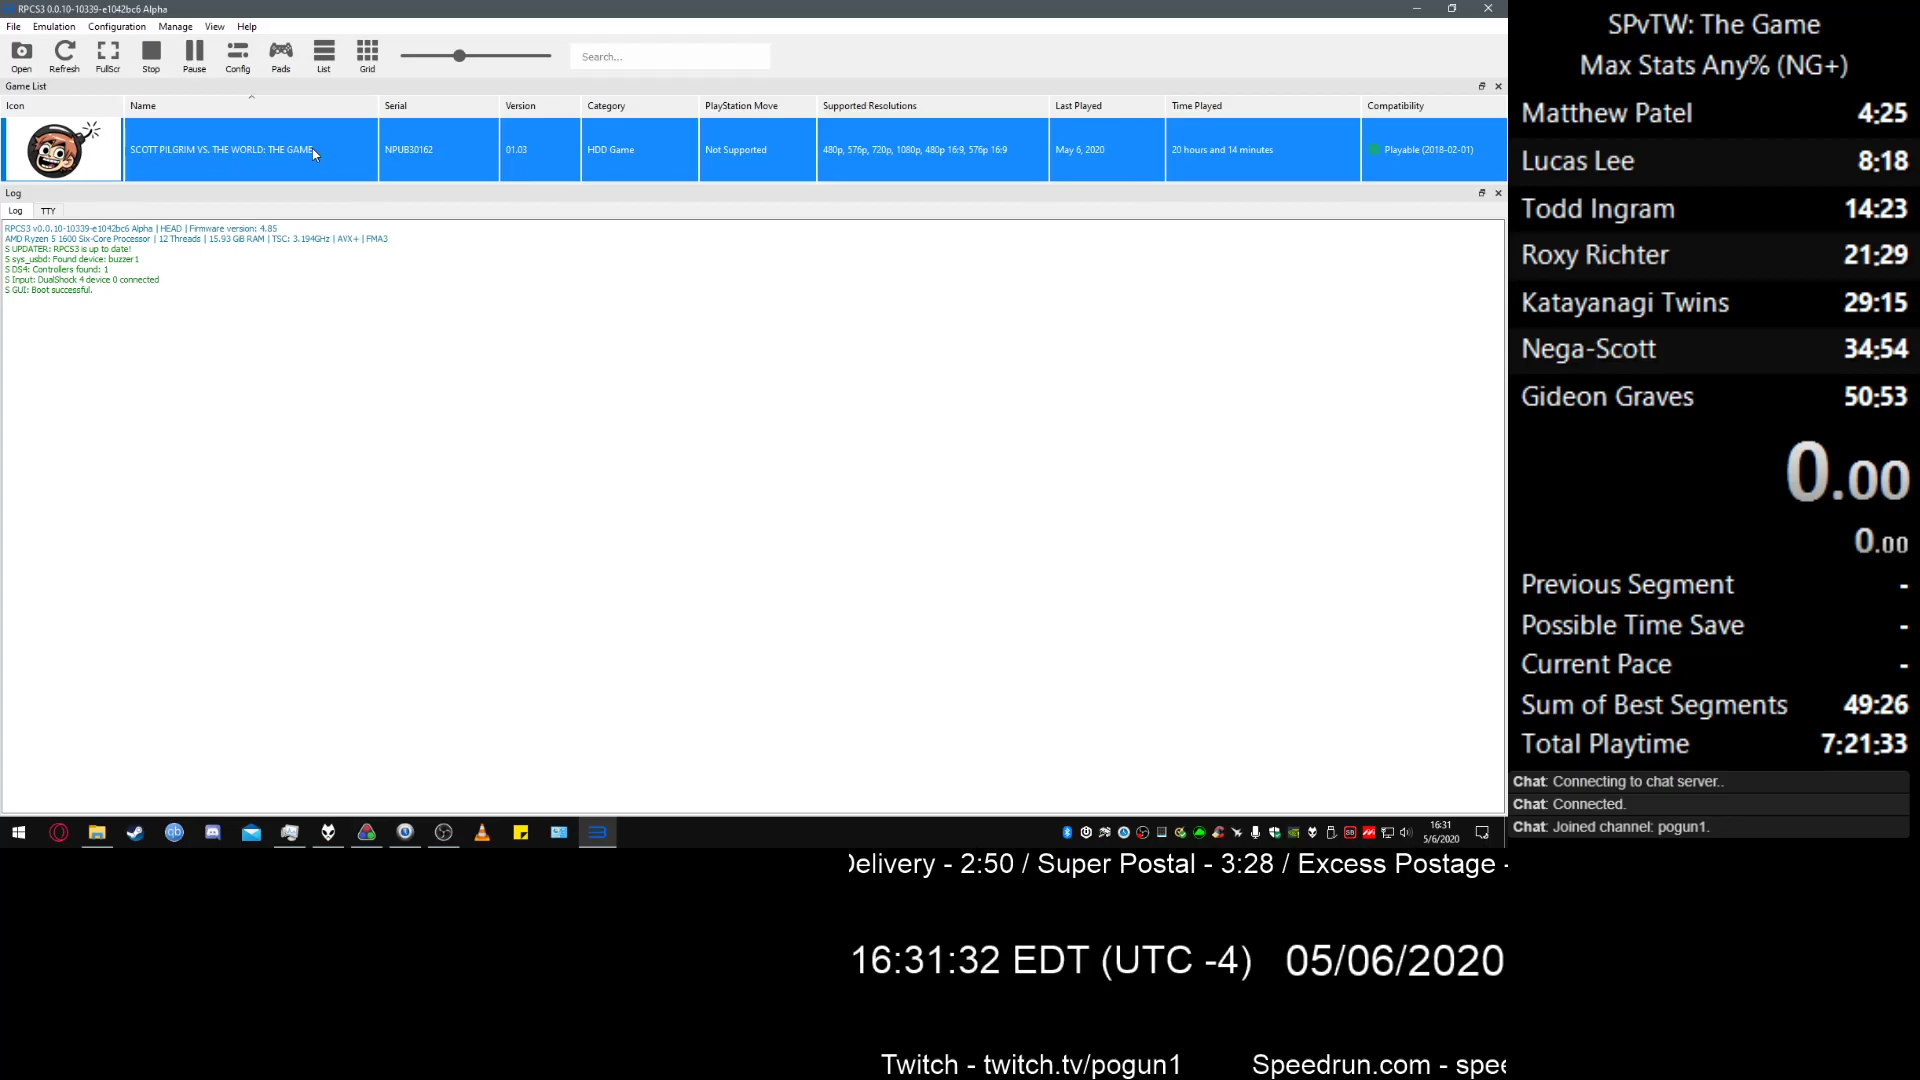 RPCS3 0.0.10-10339-e1042bc6 Alpha
File Emulation Configuration Manage View Help
Open Refresh FullScr Stop Pause Config Pads List Grid Search...
Game List
Icon Name Serial Version Category PlayStation Move Supported Resolutions Last Played Time Played Compatibility
SCOTT PILGRIM VS. THE WORLD: THE GAME NPUB30162 01.03 HDD Game Not Supported 480p, 576p, 720p, 1080p, 480p 16:9, 576p 16:9 May 6, 2020 20 hours and 14 minutes Playable (2018-02-01)
Log
Log TTY
RPCS3 v0.0.10-10339-e1042bc6 Alpha | HEAD | Firmware version: 4.85
AMD Ryzen 5 1600 Six-Core Processor | 12 Threads | 15.93 GiB RAM | TSC: 3.194GHz | AVX+ | FMA3
S UPDATER: RPCS3 is up to date!
S sys_usbd: Found device: buzzer1
S DS4: Controllers found: 1
S Input: DualShock 4 device 0 connected
S GUI: Boot successful.
16:31
5/6/2020
SPvTW: The Game
Max Stats Any% (NG+)
Matthew Patel 4:25
Lucas Lee 8:18
Todd Ingram 14:23
Roxy Richter 21:29
Katayanagi Twins 29:15
Nega-Scott 34:54
Gideon Graves 50:53
0.00
0.00
Previous Segment -
Possible Time Save -
Current Pace -
Sum of Best Segments 49:26
Total Playtime 7:21:33
Chat: Connecting to chat server..
Chat: Connected.
Chat: Joined channel: pogun1.
Delivery - 2:50 / Super Postal - 3:28 / Excess Postage -
16:31:32 EDT (UTC -4) 05/06/2020
Twitch - twitch.tv/pogun1 Speedrun.com - spee